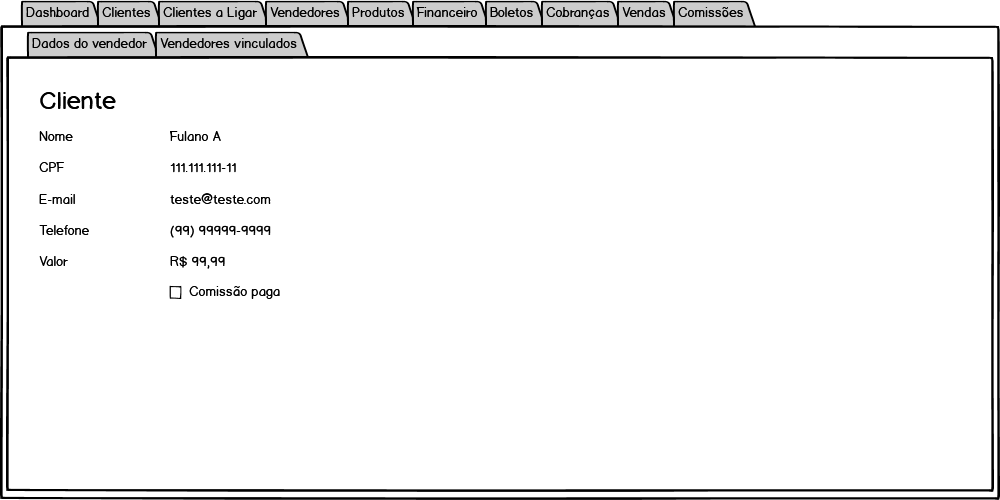 Dashboard Clientes Clientes a Ligar Vendedores Produtos Financeiro Boletos Cobranças Vendas Comissões
Dados do vendedor Vendedores vinculados
Cliente
Nome Fulano A
CPF 111.111.111-11
E-mail teste@teste.com
Telefone (99) 99999-9999
Valor R$ 99,99
Comissão paga